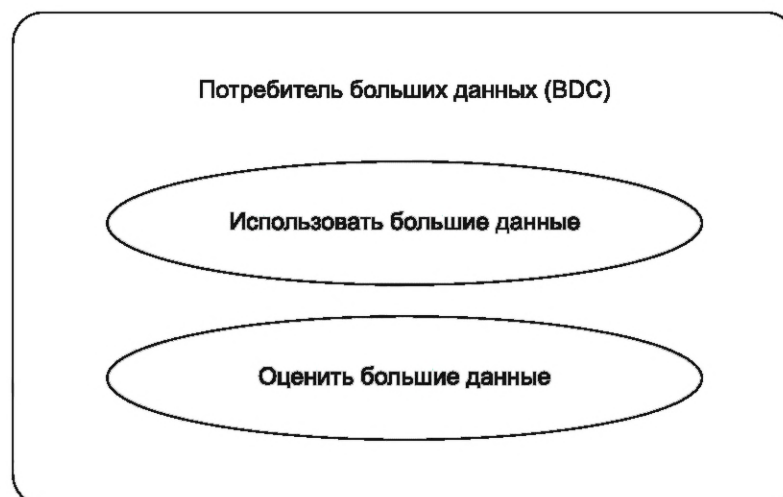 Потребитель больших данных (BDC)
Использовать большие данные
Оценить большие данные